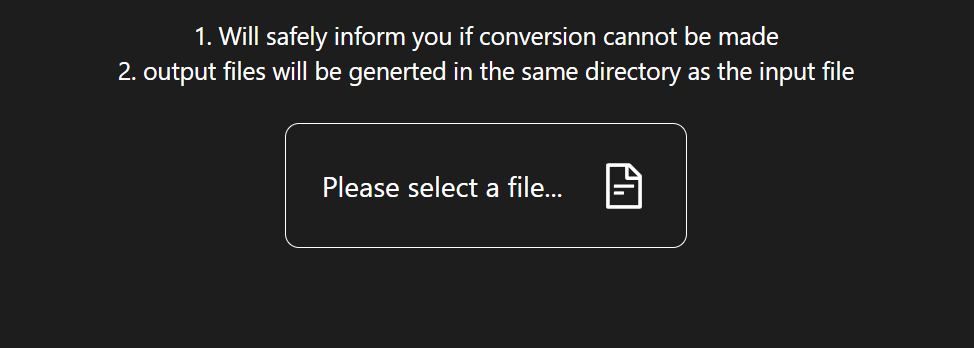 1. Will safely inform you if conversion cannot be made
2. output files will be generted in the same directory as the input file
Please select a file...